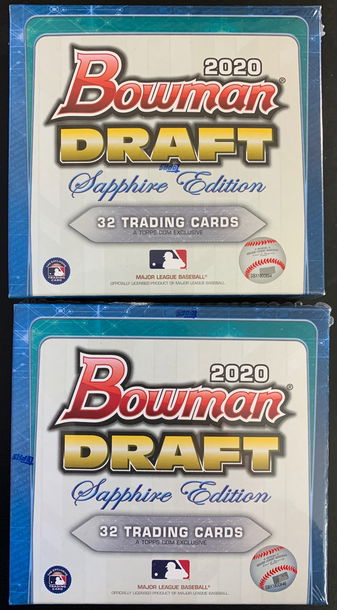 2020
Bowman
DRAFT
Sapphire Edition
32 TRADING CARDS
A TOPPS.COM EXCLUSIVE
MAJOR LEAGUE BASEBALL®
OFFICIALLY LICENSED PRODUCT OF MAJOR LEAGUE BASEBALL
2020
Bowman®
DRAFT
Sapphire Edition
32 TRADING CARDS
A TOPPS.COM EXCLUSIVE
MAJOR LEAGUE BASEBALL®
OFFICIALLY LICENSED PRODUCT OF MAJOR LEAGUE BASEBALL